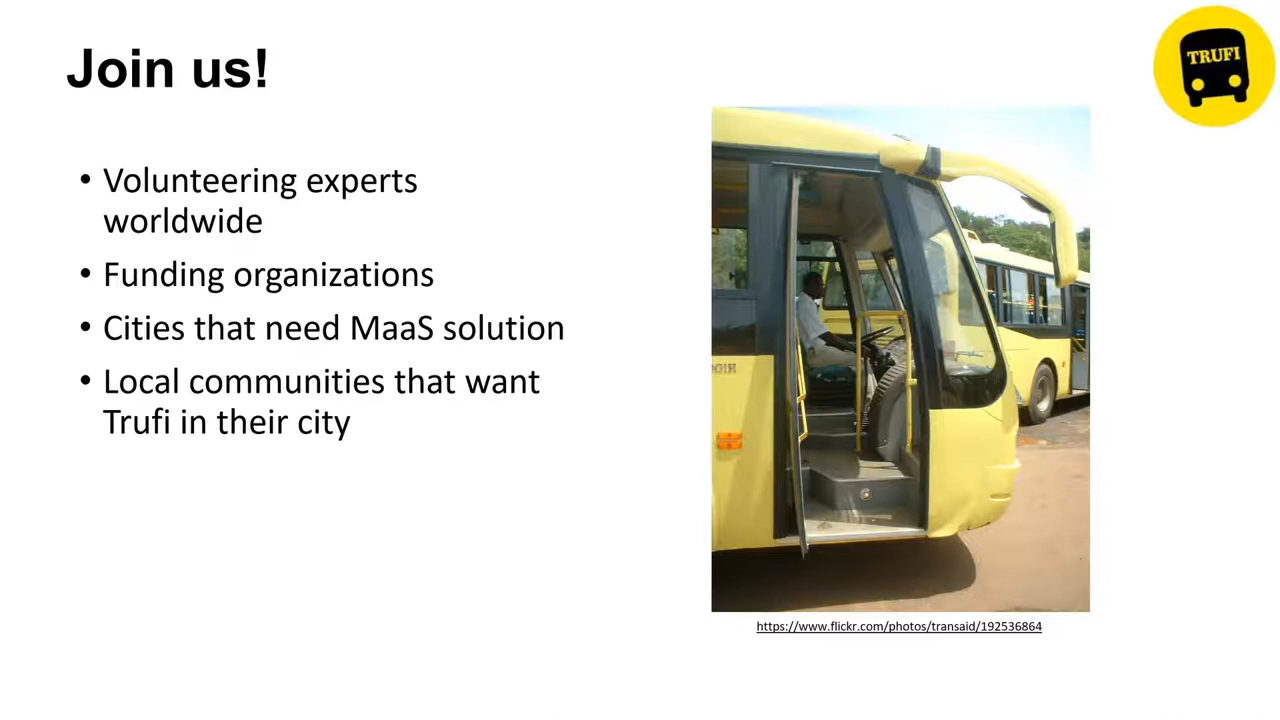 Join us!
TRUFI
• Volunteering experts
worldwide
• Funding organizations
• Cities that need MaaS solution
• Local communities that want
Trufi in their city
https://www.flickr.com/photos/transaid/192536864